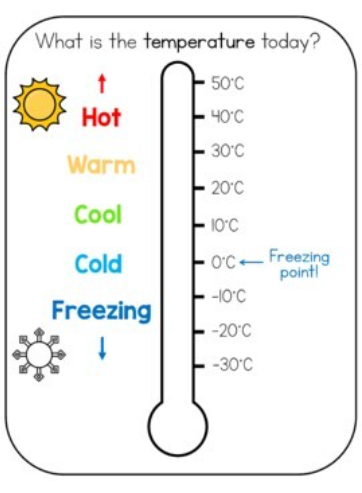 What is the temperature today?
50°C
Hot
40°C
30°C
Warm
20°C
Cool
10°C
Cold
0°C
Freezing
point!
-10°C
Freezing
-20°C
-30°C